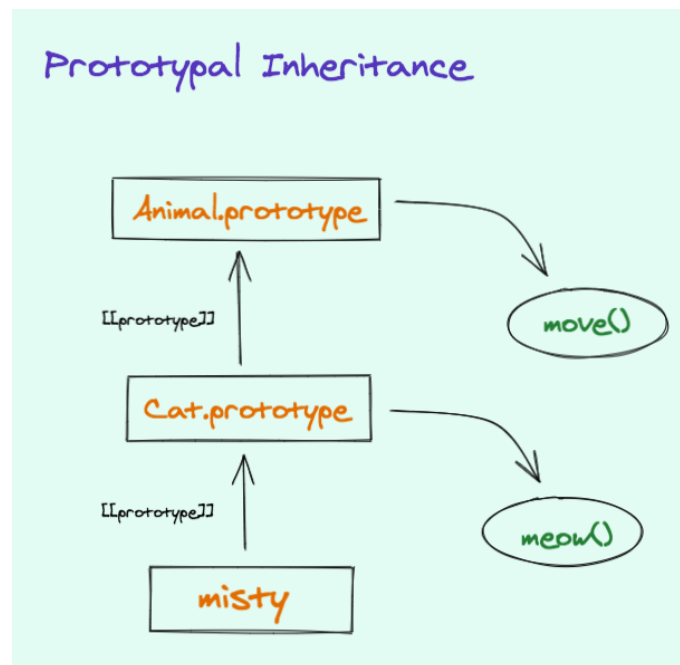 Prototypal Inheritance
Animal.prototype
[[prototype]]
move()
Cat.prototype
[[prototype]]
meow()
misty